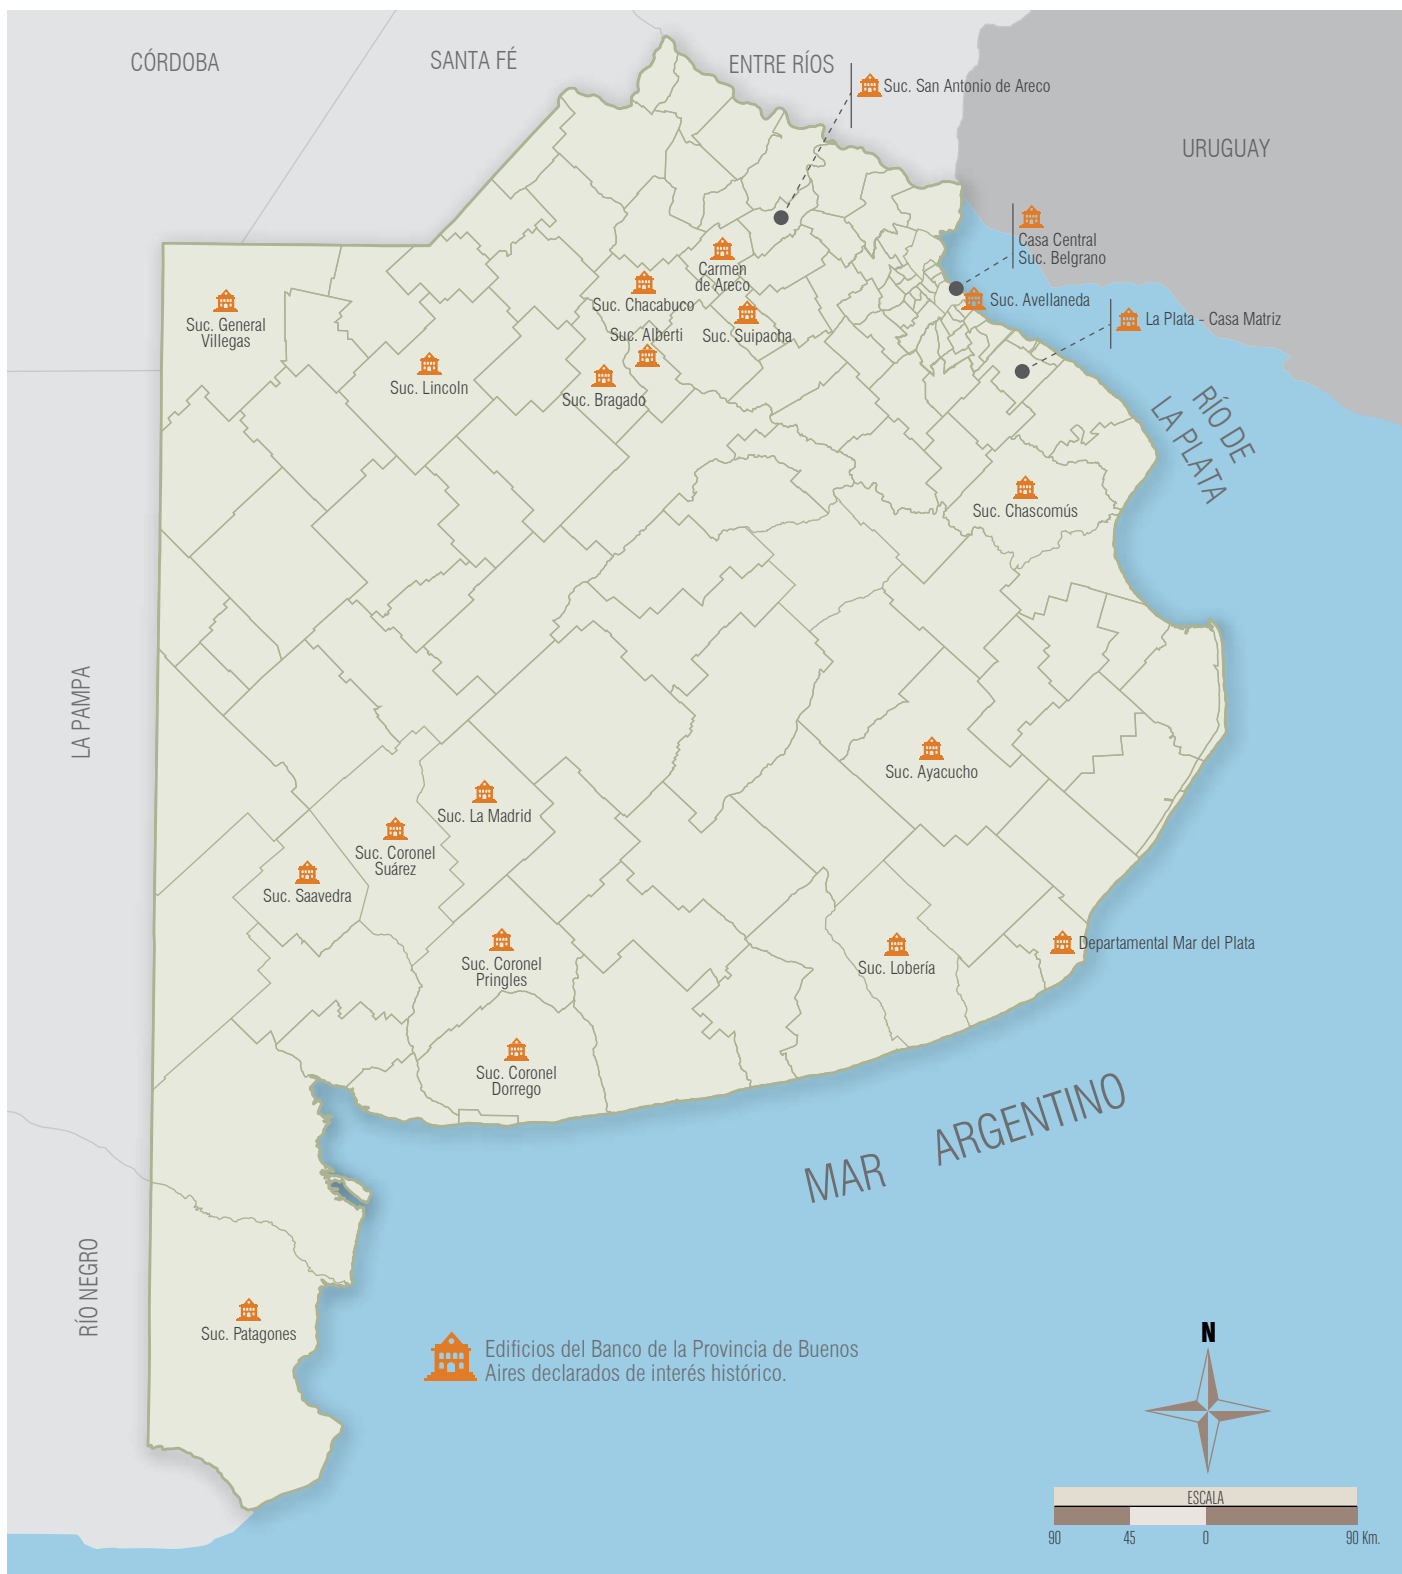 CÓRDOBA
SANTA FÉ
ENTRE RÍOS
Suc. San Antonio de Areco
URUGUAY
Casa Central
Suc. Belgrano
Carmen
de Areco
Suc. Chacabuco
Suc. General
Villegas
Suc. Avellaneda
La Plata - Casa Matriz
Suc. Alberti
Suc. Suipacha
Suc. Lincoln
Suc. Bragado
RÍO DE
LA PLATA
Suc. Chascomús
LA PAMPA
Suc. Ayacucho
Suc. La Madrid
Suc. Coronel
Suárez
Suc. Saavedra
Departamental Mar del Plata
Suc. Coronel
Pringles
Suc. Lobería
Suc. Coronel
Dorrego
MAR ARGENTINO
RÍO NEGRO
Suc. Patagones
Edificios del Banco de la Provincia de Buenos
Aires declarados de interés histórico.
N
ESCALA
90 45 0 90 Km.